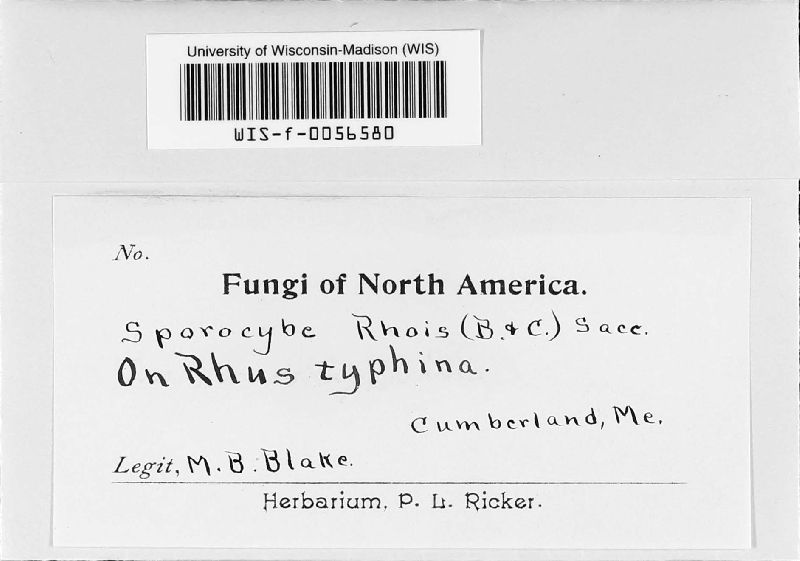 University of Wisconsin-Madison (WIS)
WIS-f-0056580
No.
Fungi of North America.
Sporocybe Rhois (B. & C.) Sacc.
On Rhus typhina.
Cumberland, Me.
Legit, M. B. Blake.
Herbarium, P. L. Ricker.